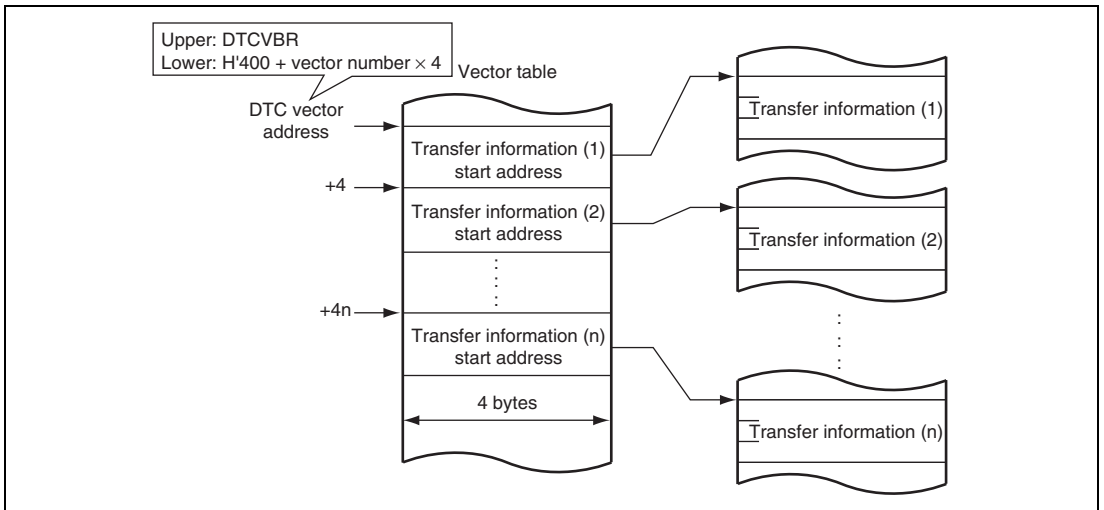 Upper: DTCVBR
Lower: H'400 + vector number × 4
Vector table
DTC vector
address
Transfer information (1)
start address
+4
Transfer information (2)
start address
+4n
Transfer information (n)
start address
4 bytes
Transfer information (1)
Transfer information (2)
Transfer information (n)